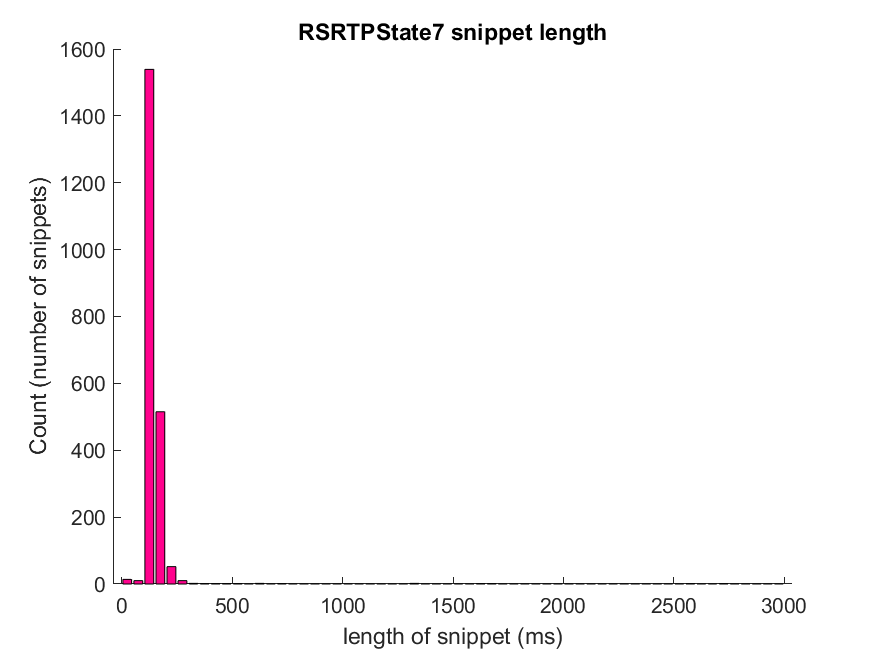 RSRTPState7 snippet length
1600
1400
1200
1000
800
600
400
200
0
Count (number of snippets)
0 500 1000 1500 2000 2500 3000
length of snippet (ms)